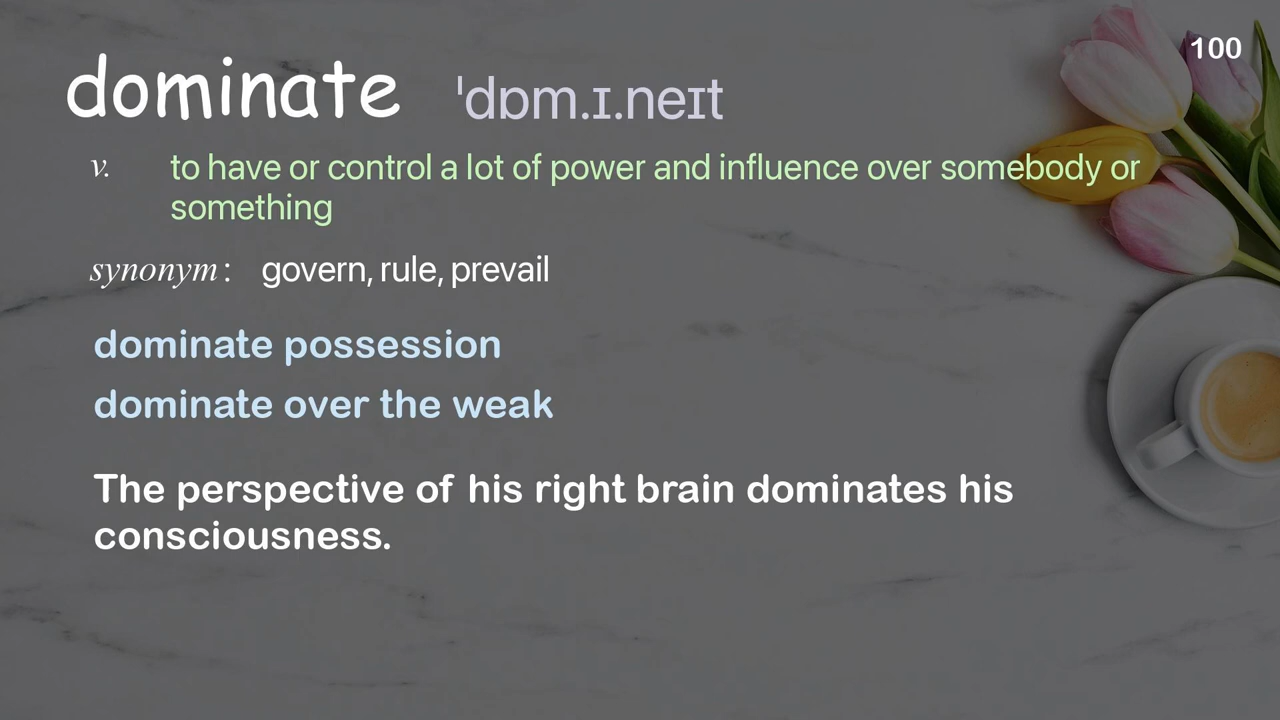 100
dominate ˈdɒm.ɪ.neɪt
v. to have or control a lot of power and influence over somebody or
something
synonym: govern, rule, prevail
dominate possession
dominate over the weak
The perspective of his right brain dominates his
consciousness.